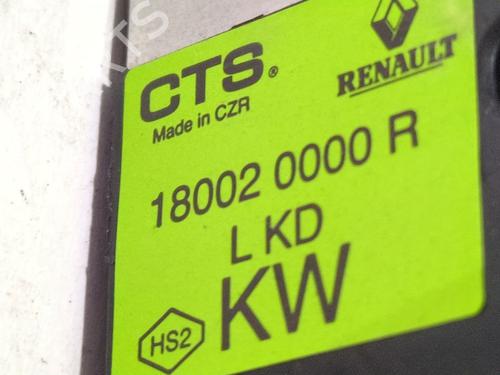 CTS®
RENAULT
Made in CZR
18002 0000 R
L KD
KW
HS2